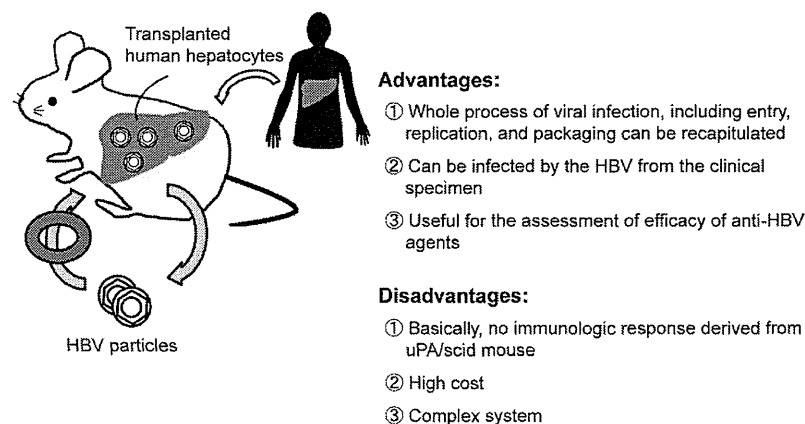 Transplanted
human hepatocytes
HBV particles
Advantages:
① Whole process of viral infection, including entry,
replication, and packaging can be recapitulated
② Can be infected by the HBV from the clinical
specimen
③ Useful for the assessment of efficacy of anti-HBV
agents
Disadvantages:
① Basically, no immunologic response derived from
uPA/scid mouse
② High cost
③ Complex system